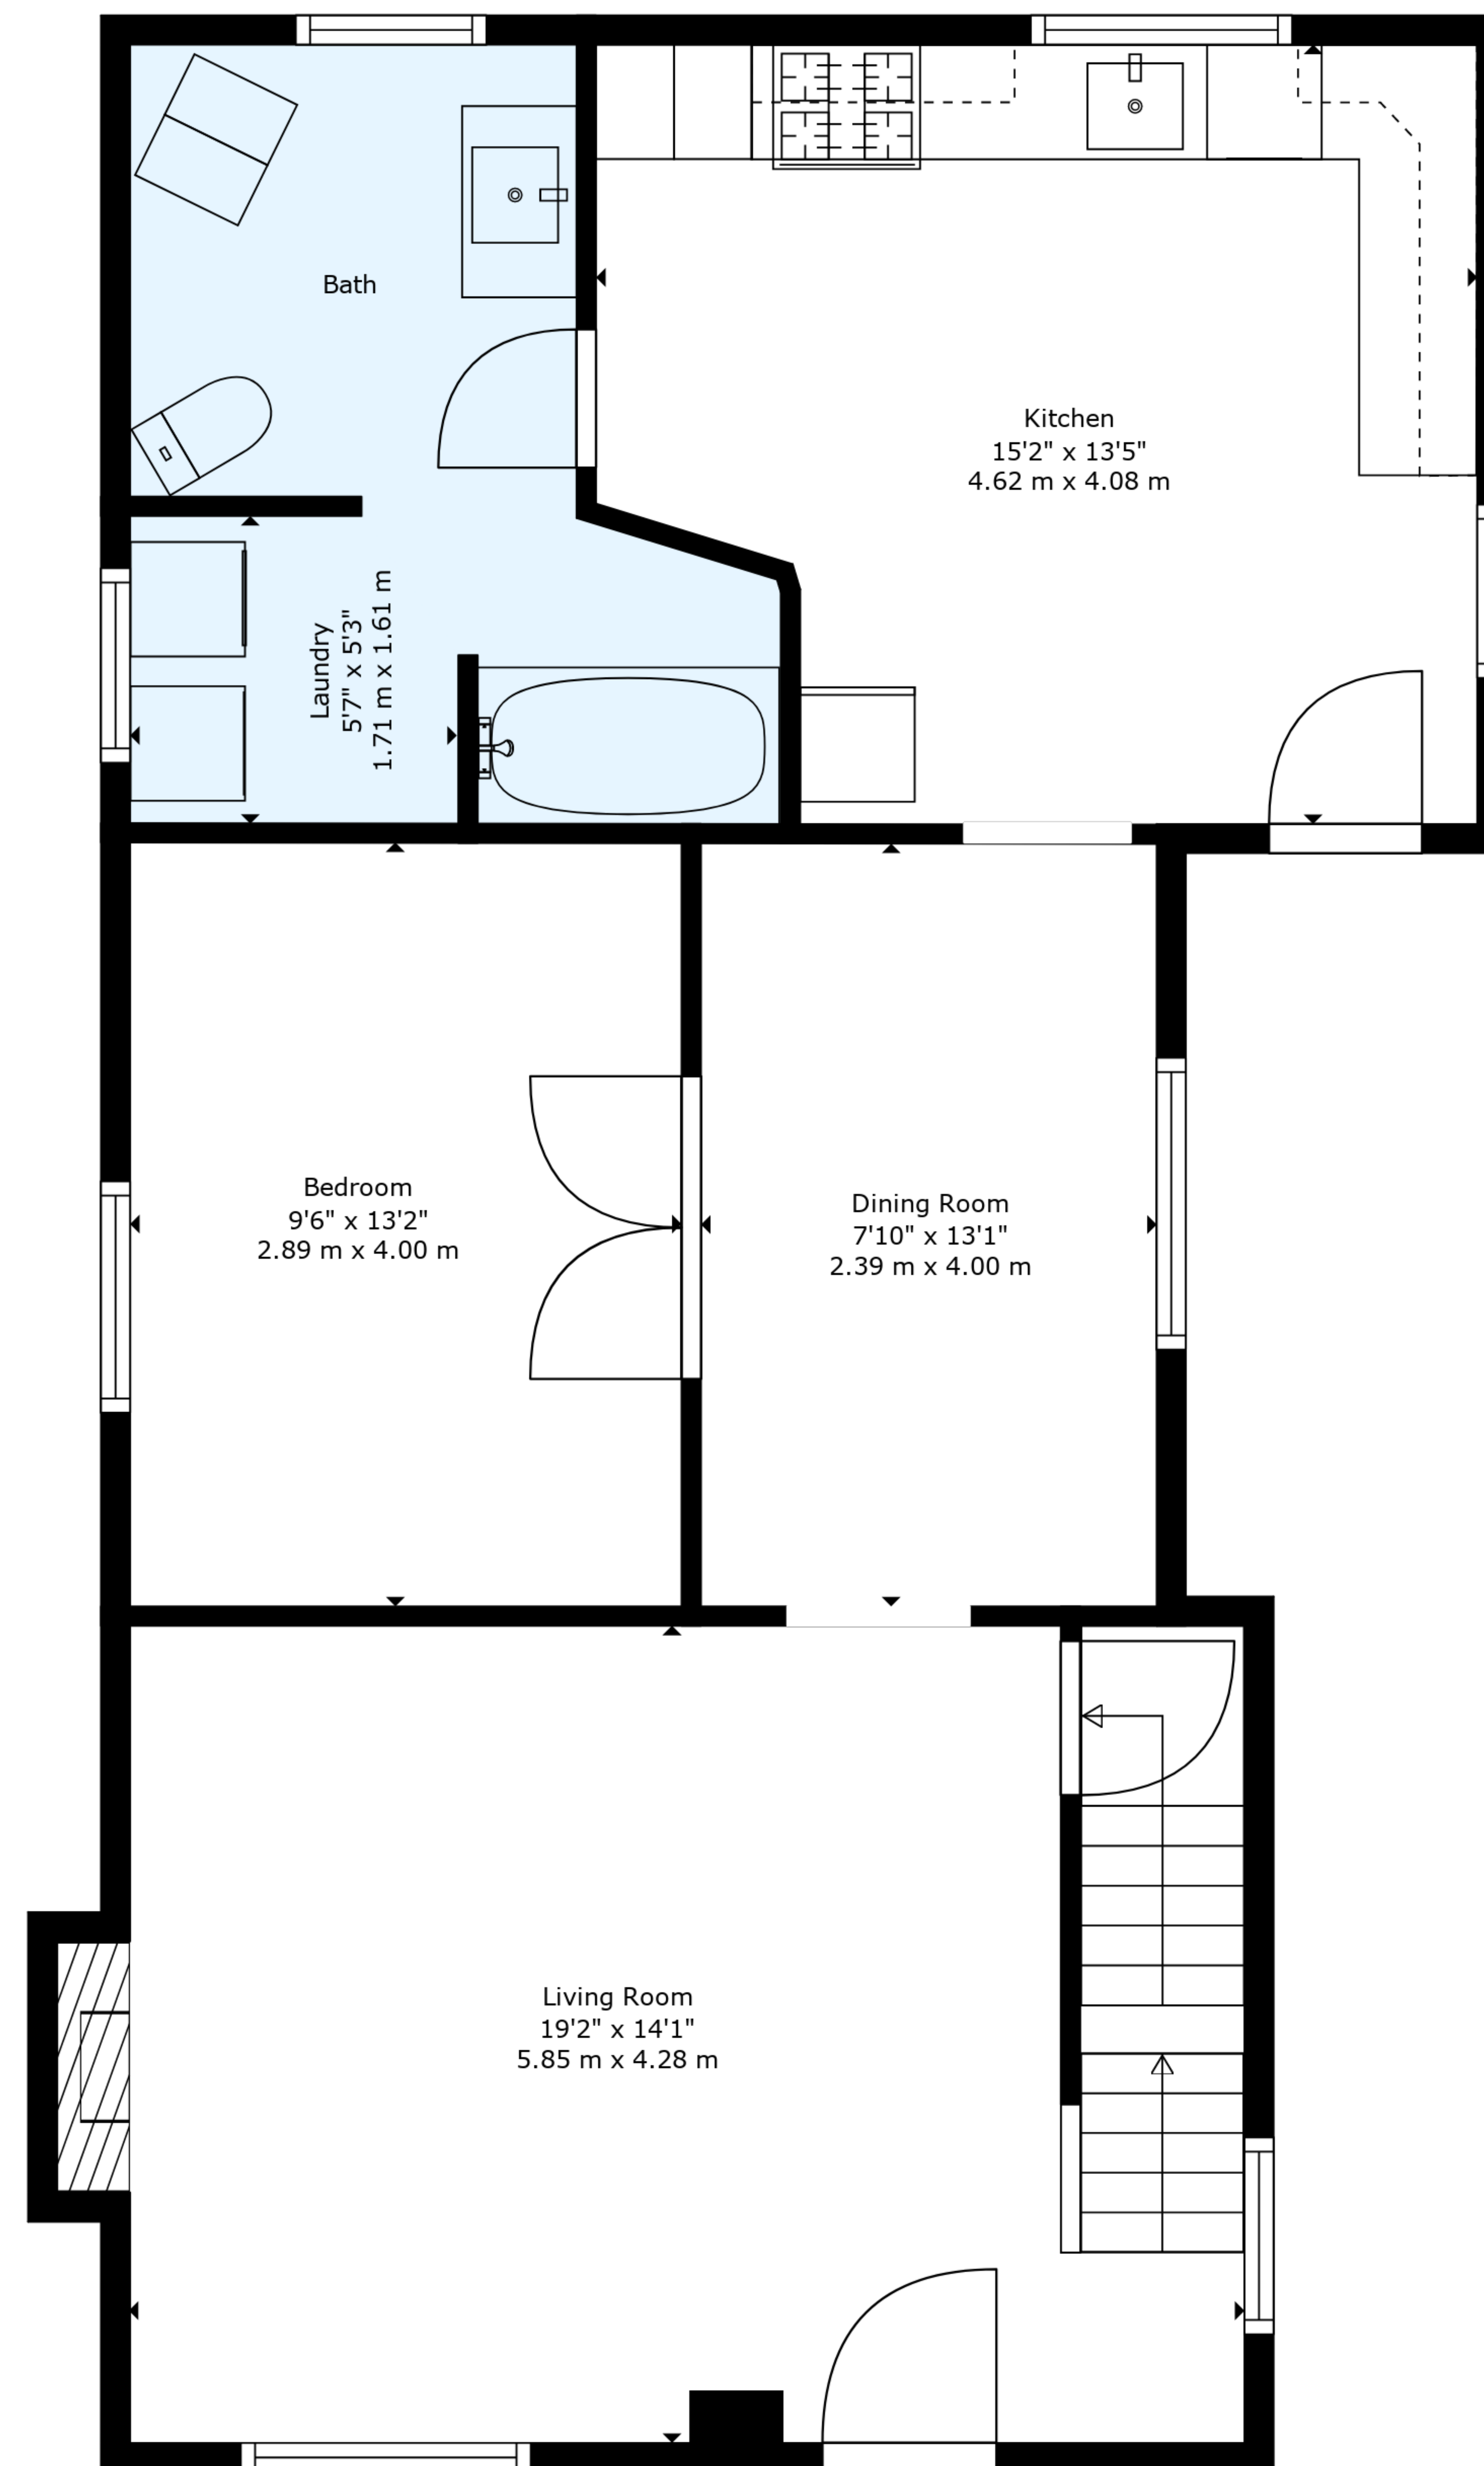 Bath
Kitchen
15'2" x 13'5"
4.62 m x 4.08 m
Laundry
5'7" x 5'3"
1.71 m x 1.61 m
Bedroom
9'6" x 13'2"
2.89 m x 4.00 m
Dining Room
7'10" x 13'1"
2.39 m x 4.00 m
Living Room
19'2" x 14'1"
5.85 m x 4.28 m